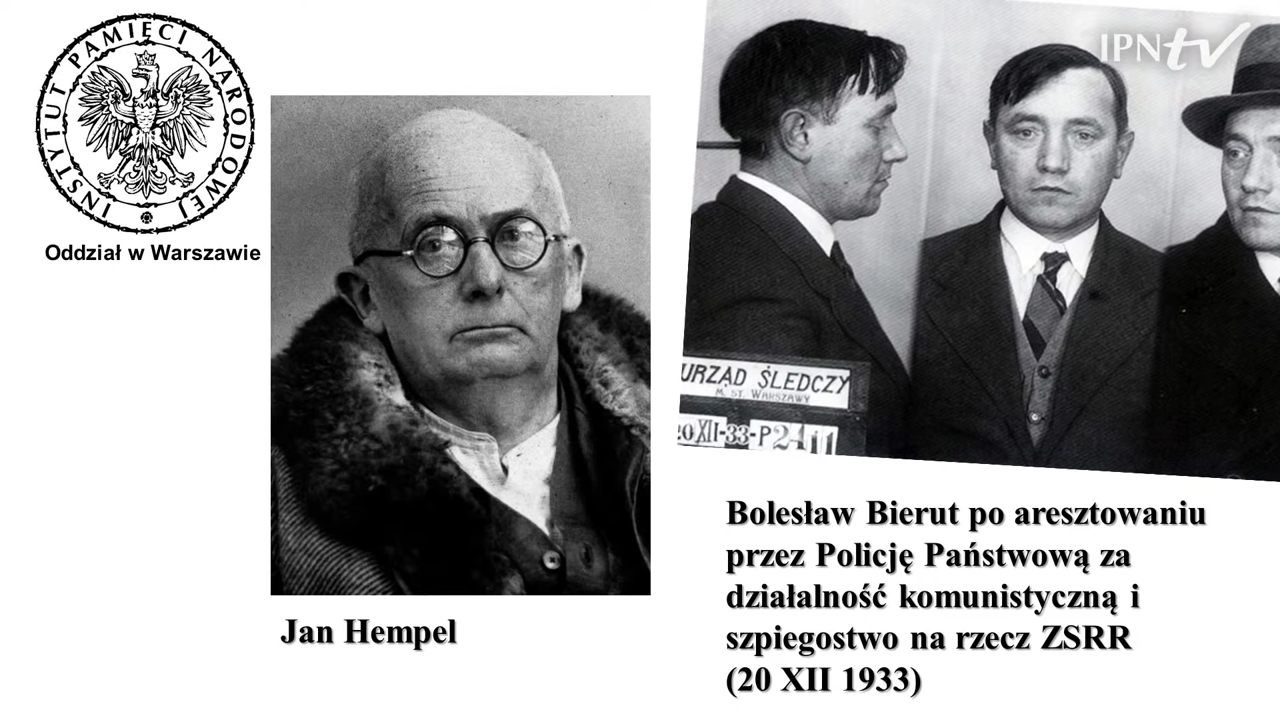 INSTYTUT PAMIĘCI NARODOWEJ
Oddział w Warszawie
IPNtv
URZĄD ŚLEDCZY
M. ST. WARSZAWY
20 XII-33-P24 11
Jan Hempel
Bolesław Bierut po aresztowaniu
przez Policję Państwową za
działalność komunistyczną i
szpiegostwo na rzecz ZSRR
(20 XII 1933)